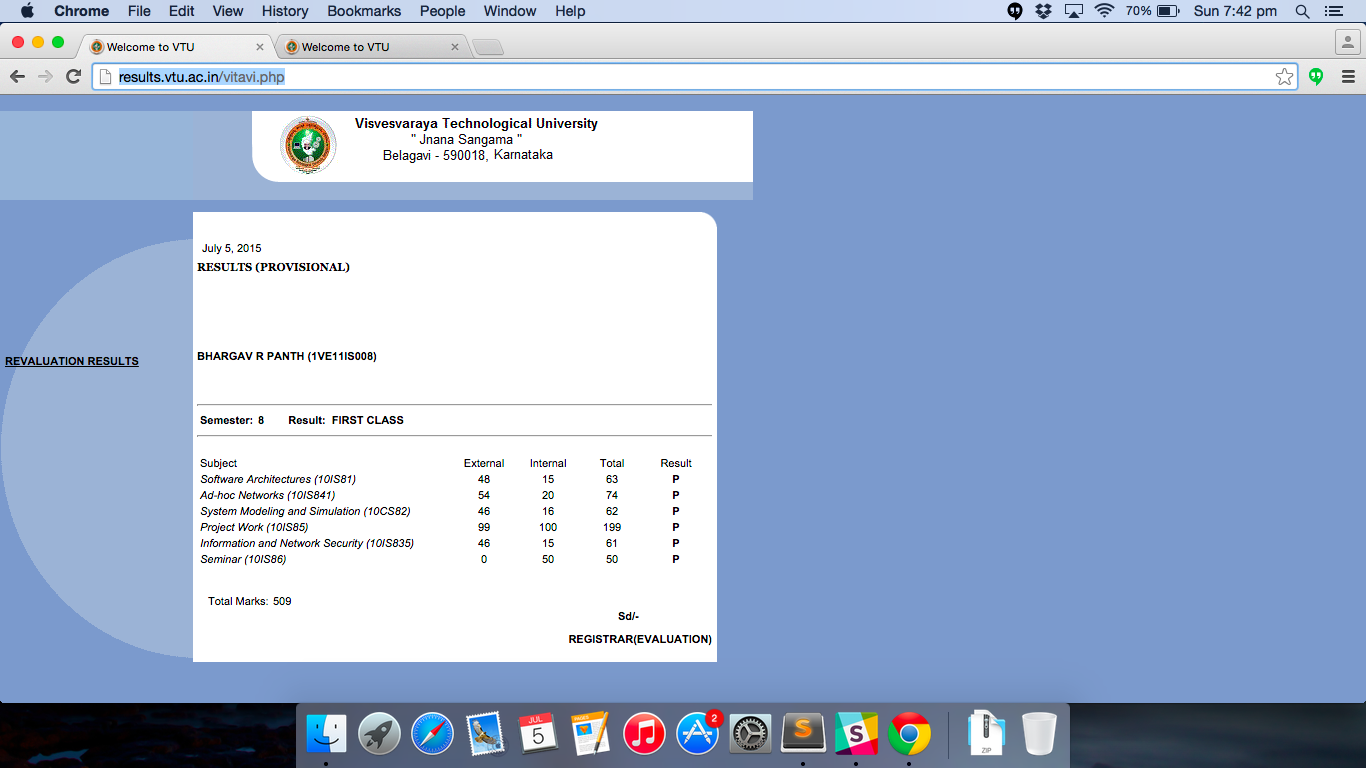 Chrome File Edit View History Bookmarks People Window Help 70% Sun 7:42 pm
Welcome to VTU Welcome to VTU
results.vtu.ac.in/vitavi.php
Visvesvaraya Technological University
" Jnana Sangama "
Belagavi - 590018, Karnataka
July 5, 2015
RESULTS (PROVISIONAL)
BHARGAV R PANTH (1VE11IS008)
REVALUATION RESULTS
Semester: 8 Result: FIRST CLASS
Subject External Internal Total Result
Software Architectures (10IS81) 48 15 63 P
Ad-hoc Networks (10IS841) 54 20 74 P
System Modeling and Simulation (10CS82) 46 16 62 P
Project Work (10IS85) 99 100 199 P
Information and Network Security (10IS835) 46 15 61 P
Seminar (10IS86) 0 50 50 P
Total Marks: 509
Sd/-
REGISTRAR(EVALUATION)
JUL
5
PAGES
2
ZIP